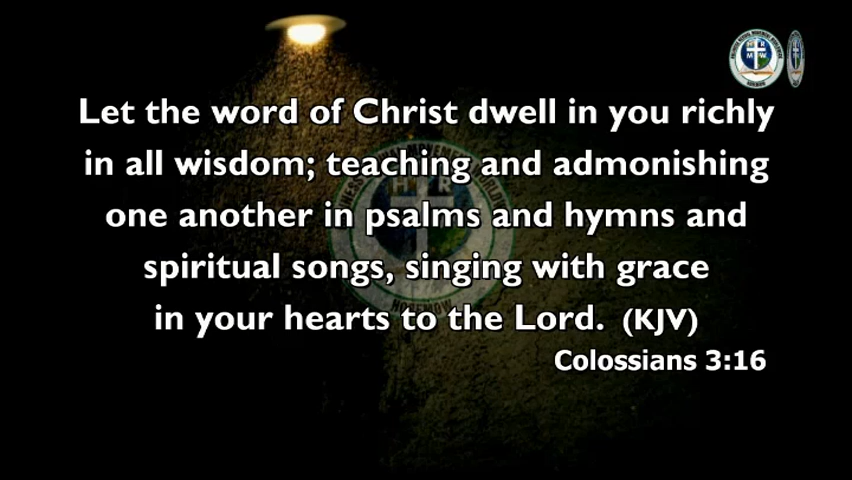 Let the word of Christ dwell in you richly
in all wisdom; teaching and admonishing
one another in psalms and hymns and
spiritual songs, singing with grace
in your hearts to the Lord. (KJV)
Colossians 3:16
H R
M W
H R
HOREMOW